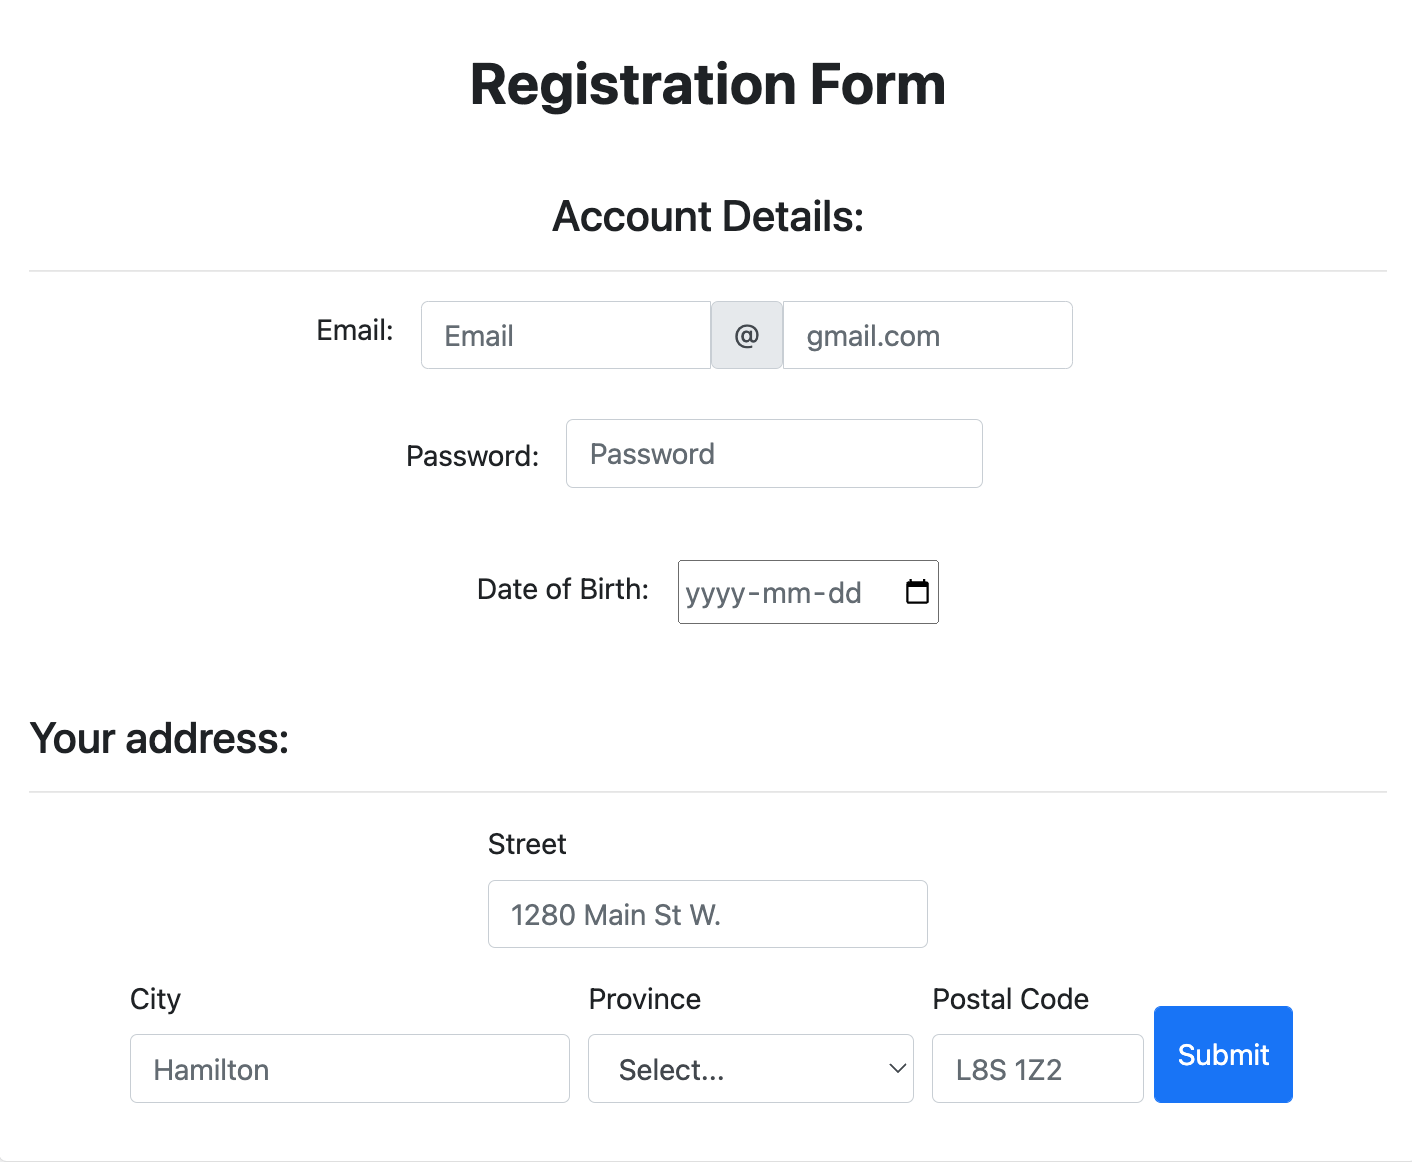 Registration Form
Account Details:
Email: Email @ gmail.com
Password: Password
Date of Birth: yyyy-mm-dd
Your address:
Street
1280 Main St W.
City Province Postal Code
Hamilton Select... L8S 1Z2 Submit